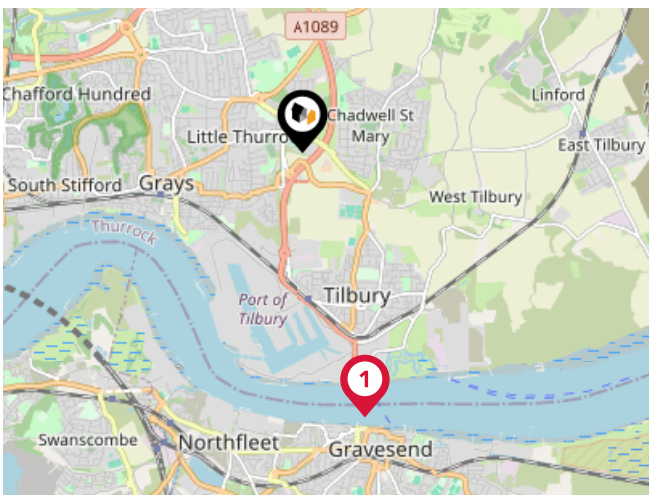 A1089
Chafford Hundred
Linford
Chadwell St
Mary
Little Thurro
East Tilbury
South Stifford
Grays
West Tilbury
Thurrock
Port of
Tilbury
Tilbury
1
Swanscombe
Northfleet
Gravesend